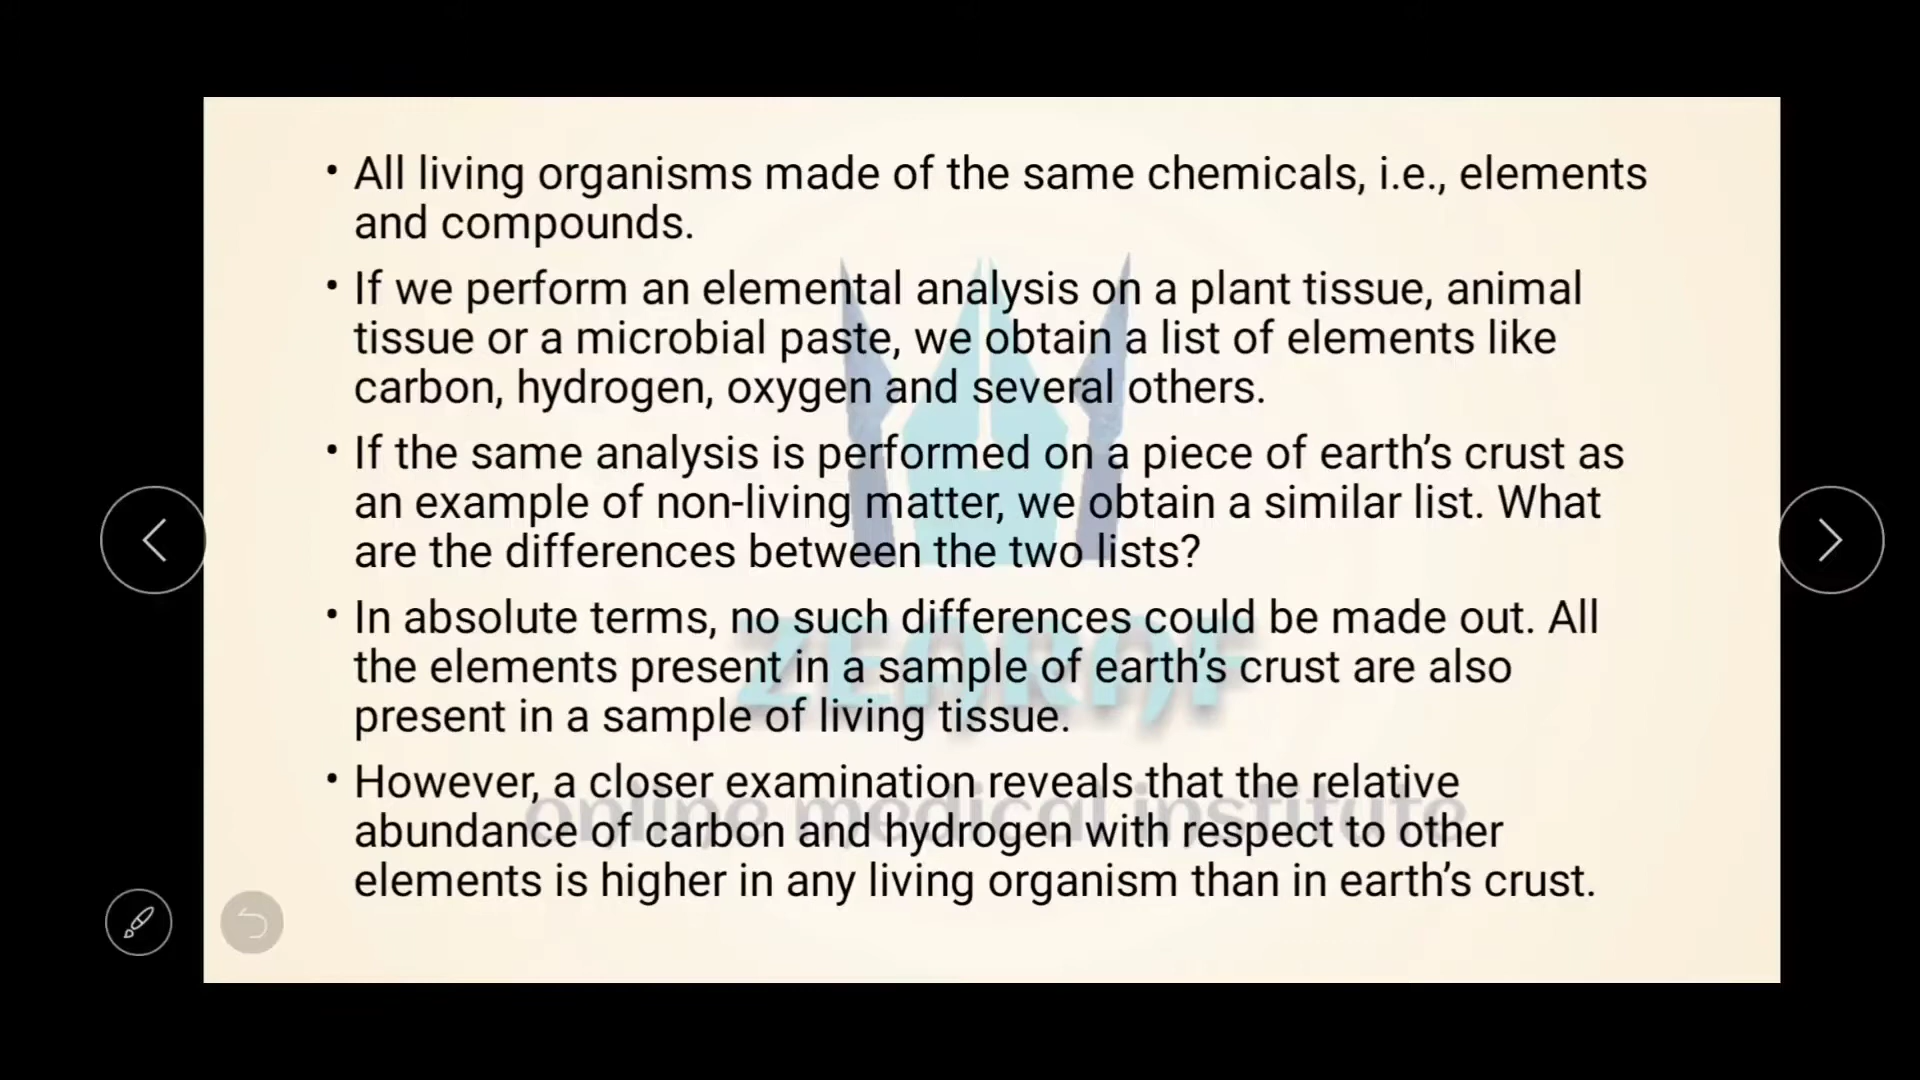 • All living organisms made of the same chemicals, i.e., elements
and compounds.
• If we perform an elemental analysis on a plant tissue, animal
tissue or a microbial paste, we obtain a list of elements like
carbon, hydrogen, oxygen and several others.
• If the same analysis is performed on a piece of earth’s crust as
an example of non-living matter, we obtain a similar list. What
are the differences between the two lists?
• In absolute terms, no such differences could be made out. All
the elements present in a sample of earth’s crust are also
present in a sample of living tissue.
• However, a closer examination reveals that the relative
abundance of carbon and hydrogen with respect to other
elements is higher in any living organism than in earth’s crust.
online medical institute